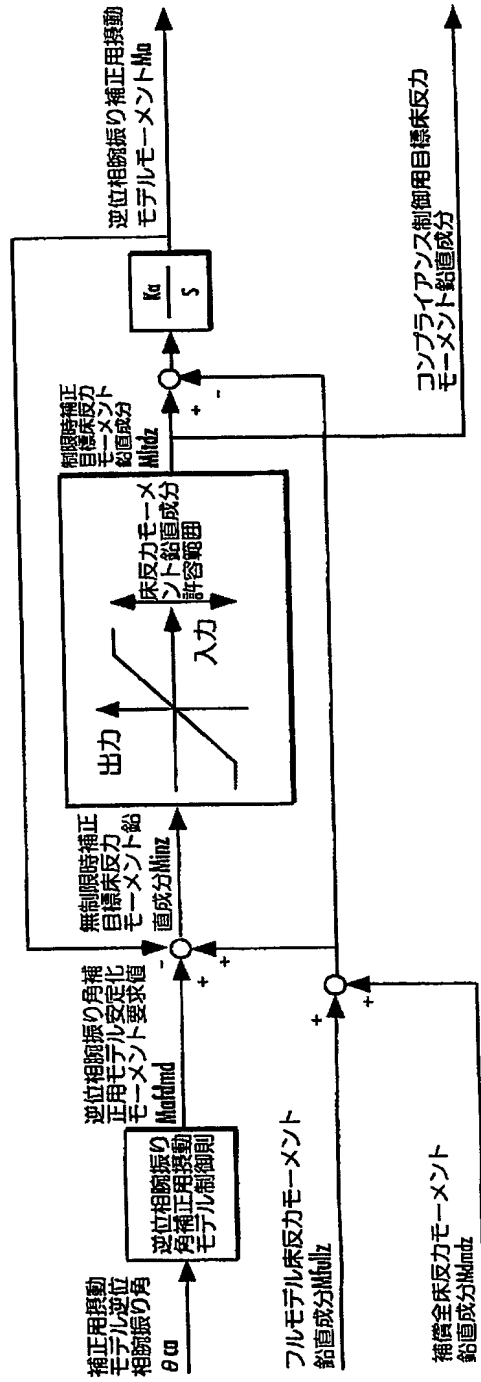 補正用摂動
モデル逆位
相腕振り角
θca
逆位相腕振り
角補正用摂動
モデル制御則
逆位相腕振り角補
正用モデル安定化
モーメント要求値
Mafdmd
無制限時補正
目標床反力
モーメント鉛
直成分Minz
出力
入力
床反力モーメ
ント鉛直成分
許容範囲
制限時補正
目標床反力
モーメント
鉛直成分
Mltdz
Ka
S
逆位相腕振り補正用摂動
モデルモーメントMa
フルモデル床反力モーメント
鉛直成分Mfullz
補償全床反力モーメント
鉛直成分Mdmdz
コンプライアンス制御用目標床反力
モーメント鉛直成分
-
+
+
+
+
+
-